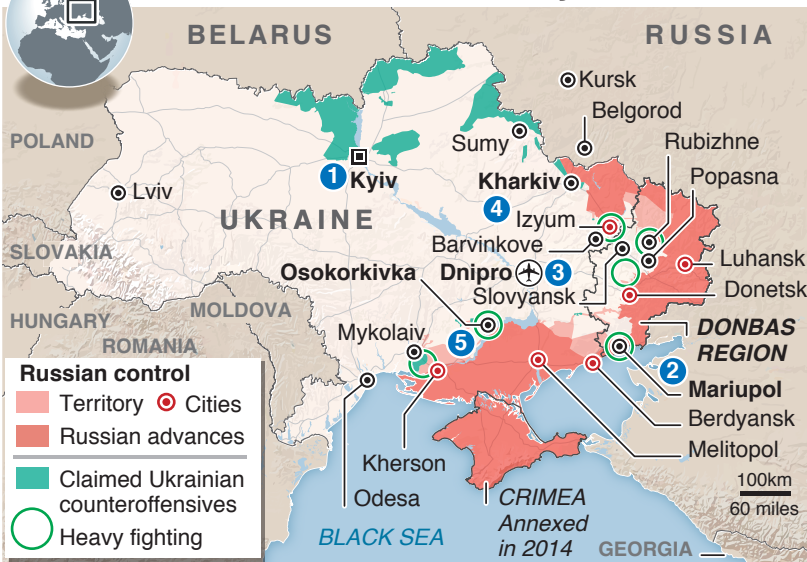 BELARUS
RUSSIA
Kursk
Belgorod
POLAND
Sumy
Rubizhne
Popasna
1 Kyiv
Kharkiv
Lviv
4
UKRAINE
Izyum
Barvinkove
SLOVAKIA
Osokorkivka
Dnipro 3
Luhansk
Slovyansk
Donetsk
HUNGARY
MOLDOVA
ROMANIA
Mykolaiv
5
DONBAS
REGION
2
Mariupol
Berdyansk
Melitopol
Kherson
Odesa
BLACK SEA
CRIMEA
Annexed
in 2014
GEORGIA
100km
60 miles
Russian control
Territory Cities
Russian advances
Claimed Ukrainian
counteroffensives
Heavy fighting